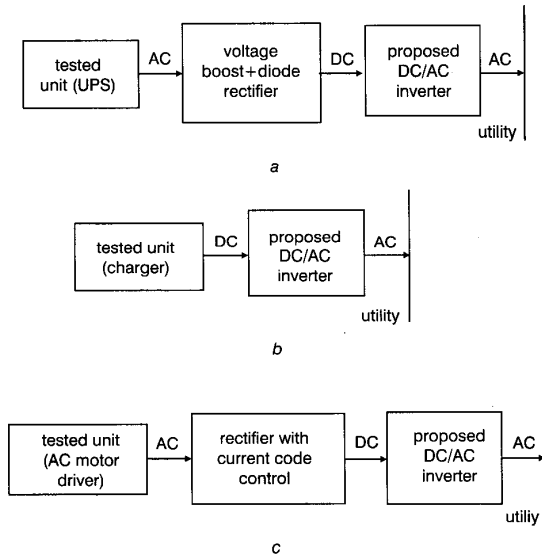 tested
unit (UPS)
AC
voltage
boost+diode
rectifier
DC
proposed
DC/AC
inverter
AC
utility
a
tested unit
(charger)
DC
proposed
DC/AC
inverter
AC
utility
b
tested unit
(AC motor
driver)
AC
rectifier with
current code
control
DC
proposed
DC/AC
inverter
AC
utiliy
c